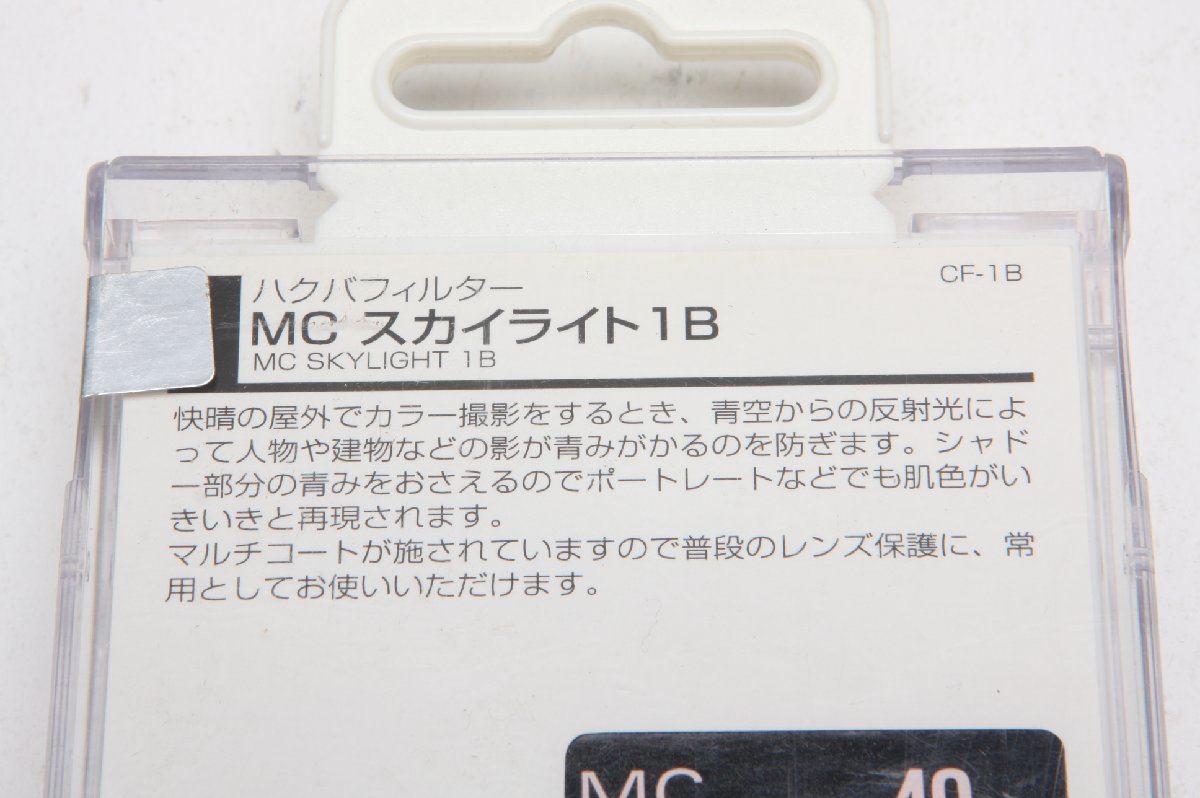 ハクバフィルター
CF-1B
MC スカイライト1B
MC SKYLIGHT 1B
快晴の屋外でカラー撮影をするとき、青空からの反射光によ
って人物や建物などの影が青みがかるのを防ぎます。シャド
ー部分の青みをおさえるのでポートレートなどでも肌色がい
きいきと再現されます。
マルチコートが施されていますので普段のレンズ保護に、常
用としてお使いいただけます。
MC